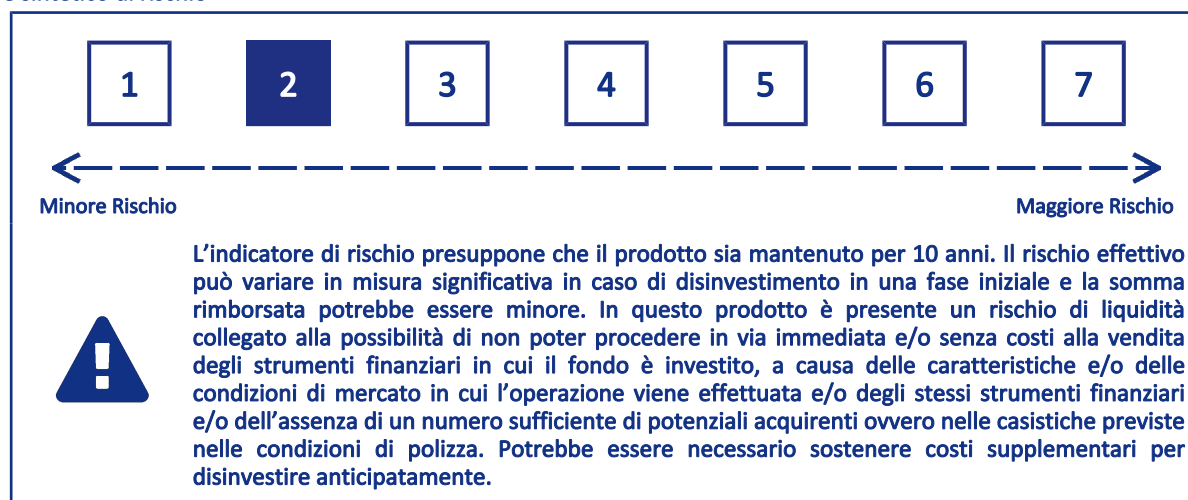 sintetico di rischio
1 2 3 4 5 6 7
Minore Rischio Maggiore Rischio
L’indicatore di rischio presuppone che il prodotto sia mantenuto per 10 anni. Il rischio effettivo
può variare in misura significativa in caso di disinvestimento in una fase iniziale e la somma
rimborsata potrebbe essere minore. In questo prodotto è presente un rischio di liquidità
collegato alla possibilità di non poter procedere in via immediata e/o senza costi alla vendita
degli strumenti finanziari in cui il fondo è investito, a causa delle caratteristiche e/o delle
condizioni di mercato in cui l’operazione viene effettuata e/o degli stessi strumenti finanziari
e/o dell’assenza di un numero sufficiente di potenziali acquirenti ovvero nelle casistiche previste
nelle condizioni di polizza. Potrebbe essere necessario sostenere costi supplementari per
disinvestire anticipatamente.